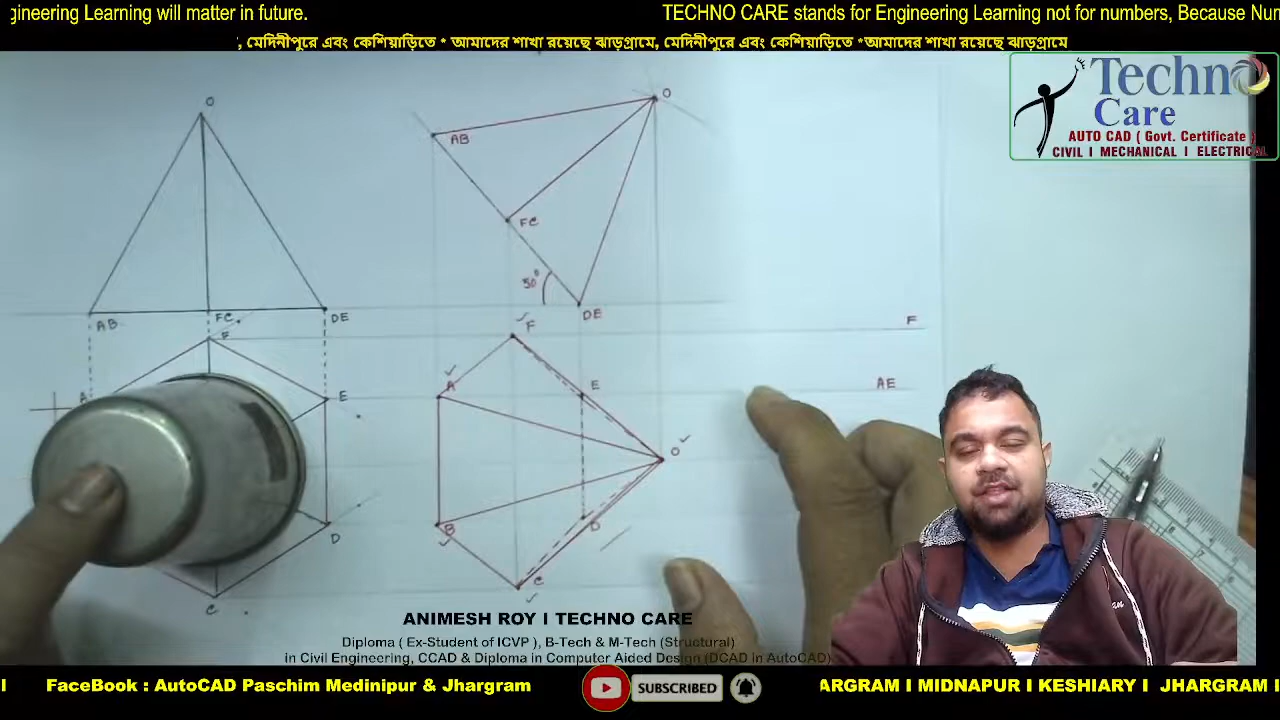 gineering Learning will matter in future.
TECHNO CARE stands for Engineering Learning not for numbers, Because Nu
', মেদিনীপুরে এবং কেশিয়াড়িতে * আমাদের শাখা রয়েছে ঝাড়গ্রামে, মেদিনীপুরে এবং কেশিয়াড়িতে *আমাদের শাখা রয়েছে ঝাড়গ্রামে
Techno
Care
AUTO CAD ( Govt. Certificate )
CIVIL I MECHANICAL I ELECTRICAL
O
O
AB
FC
50°
AB
FC
DE
DE
F
F
F
A
A
E
E
AE
O
B
D
D
C
C
ANIMESH ROY I TECHNO CARE
Diploma ( Ex-Student of ICVP ), B-Tech & M-Tech (Structural)
in Civil Engineering, CCAD & Diploma in Computer Aided Design (DCAD in AutoCAD)
I
FaceBook : AutoCAD Paschim Medinipur & Jhargram
SUBSCRIBED
ARGRAM I MIDNAPUR I KESHIARY I JHARGRAM I